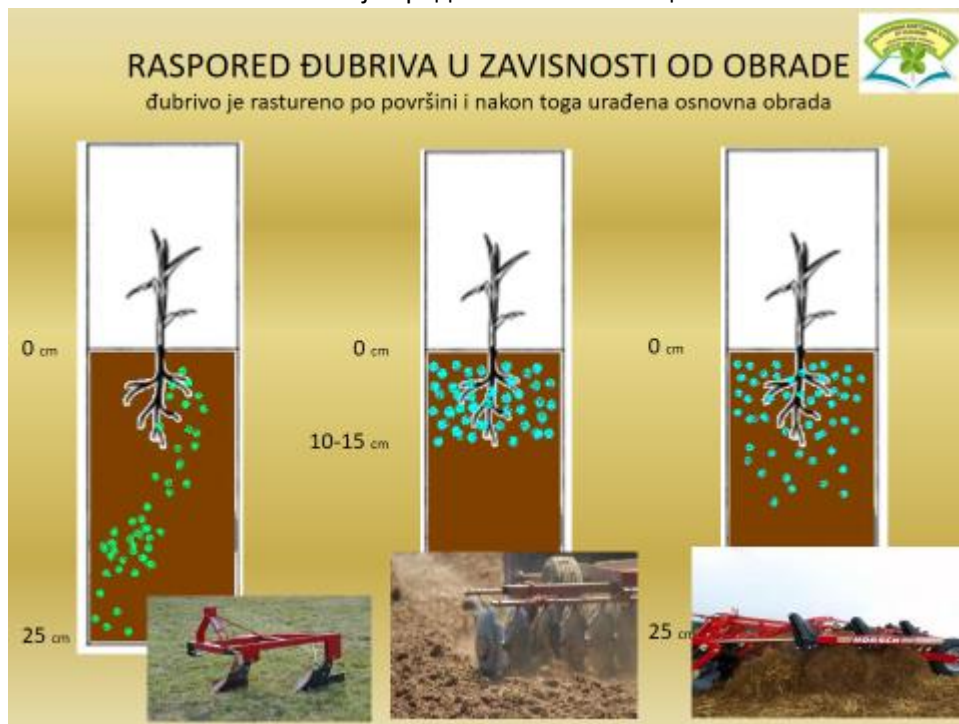 RASPORED ĐUBRIVA U ZAVISNOSTI OD OBRADE
đubrivo je rastureno po površini i nakon toga urađena osnovna obrada
0 cm
25 cm
0 cm
10-15 cm
0 cm
25 cm
HORSCH